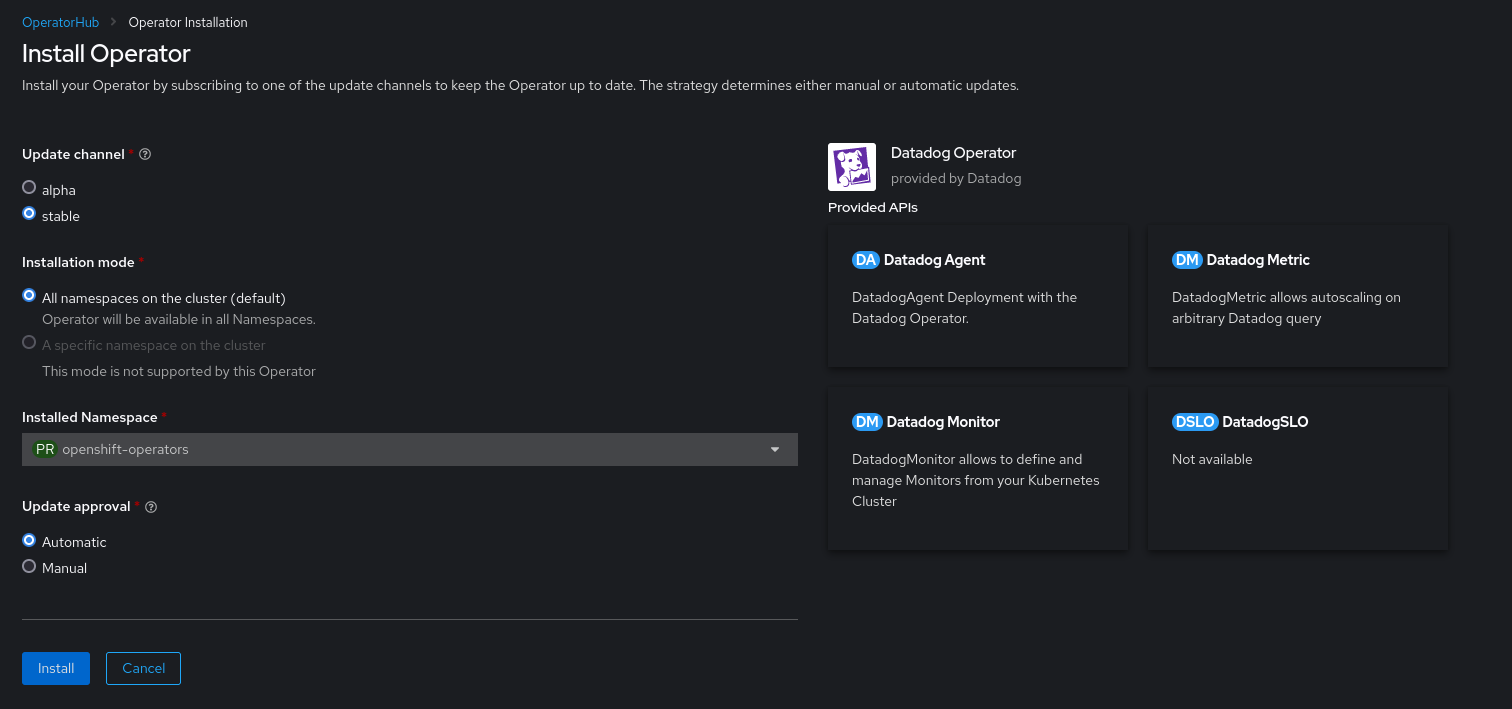 OperatorHub > Operator Installation
Install Operator
Install your Operator by subscribing to one of the update channels to keep the Operator up to date. The strategy determines either manual or automatic updates.
Update channel *
alpha
stable
Installation mode *
All namespaces on the cluster (default)
Operator will be available in all Namespaces.
A specific namespace on the cluster
This mode is not supported by this Operator
Installed Namespace *
PR openshift-operators
Update approval *
Automatic
Manual
Install Cancel
Datadog Operator
provided by Datadog
Provided APIs
DA Datadog Agent
DatadogAgent Deployment with the
Datadog Operator.
DM Datadog Metric
DatadogMetric allows autoscaling on
arbitrary Datadog query
DM Datadog Monitor
DatadogMonitor allows to define and
manage Monitors from your Kubernetes
Cluster
DSLO DatadogSLO
Not available